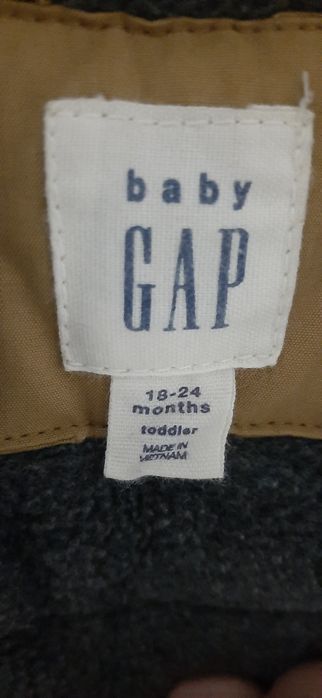 baby
GAP
18-24
months
toddler
MADE IN
VIETNAM